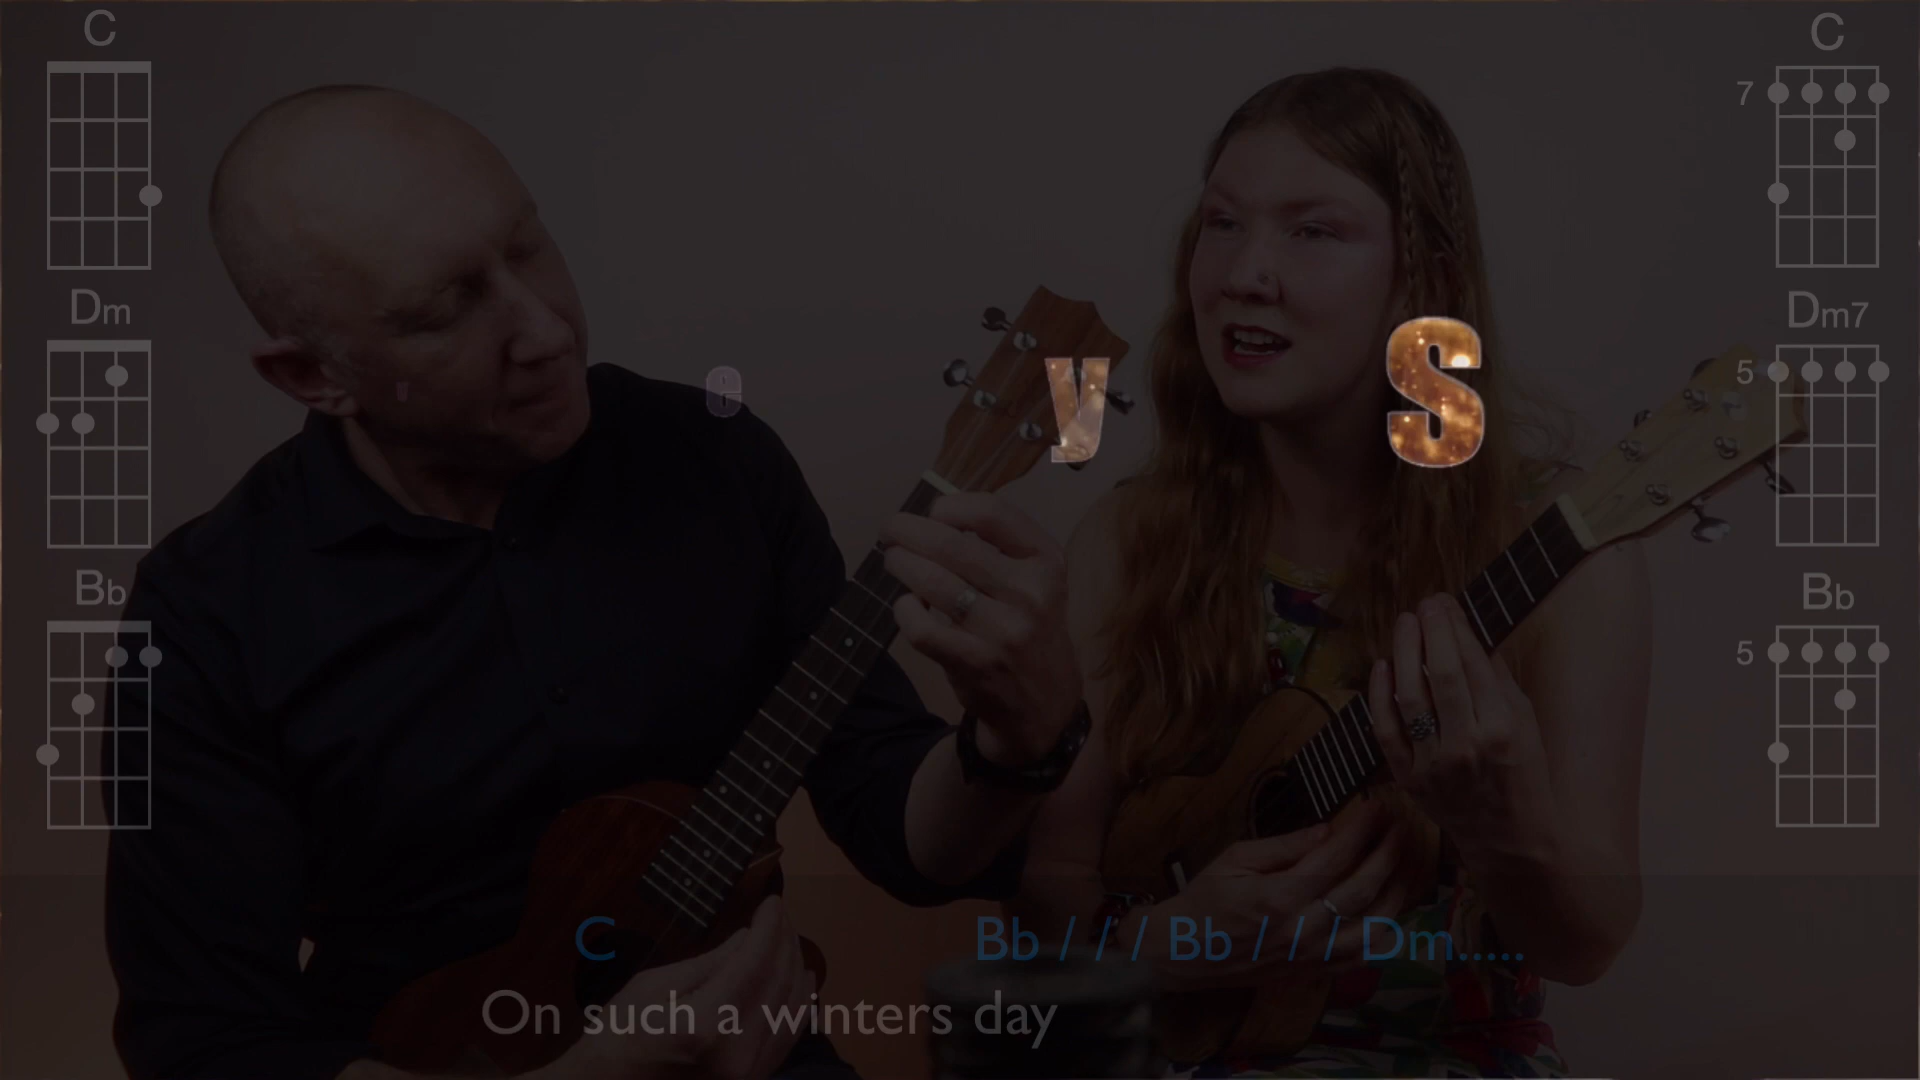 C
Dm
Bb
C
7
Dm7
5
Bb
5
e y S
C Bb / / / Bb / / / Dm.....
On such a winters day